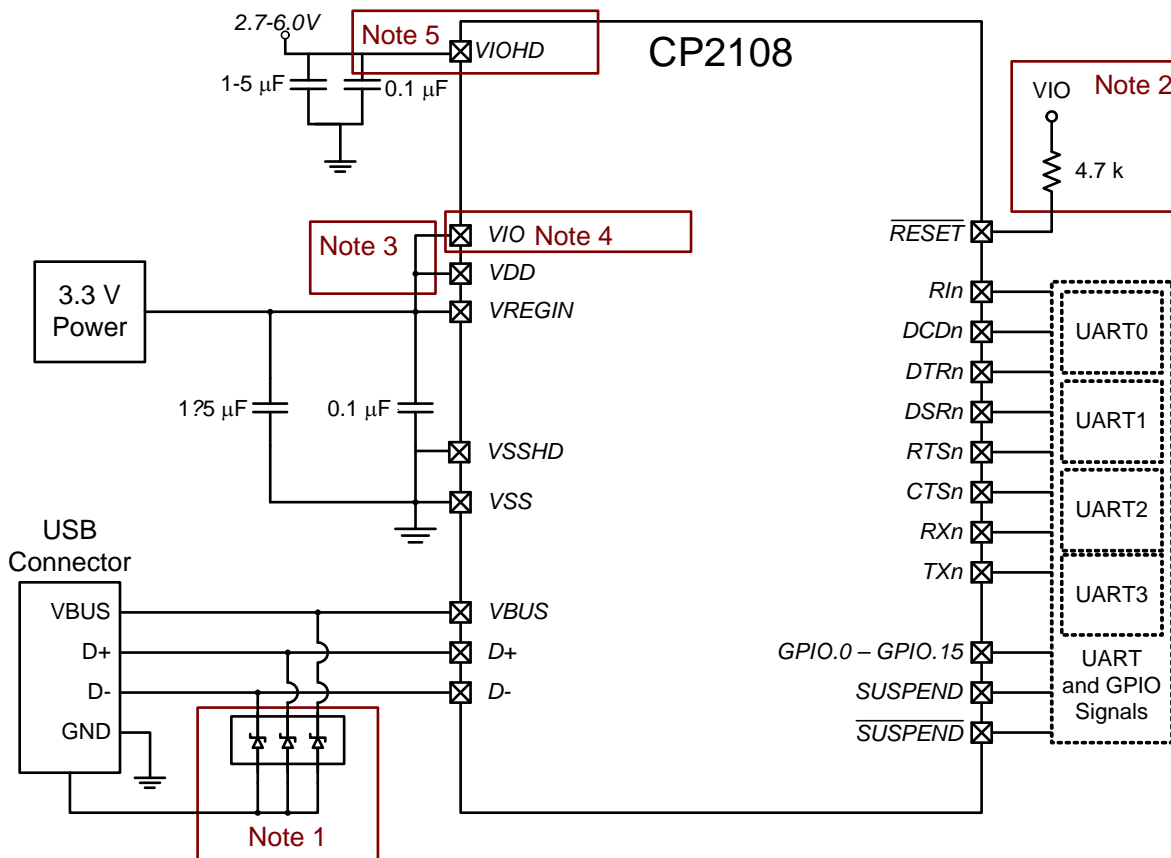 2.7-6.0V
Note 5
VIOHD
CP2108
1-5 μF
0.1 μF
VIO
Note 2
4.7 k
Note 3
VIO
Note 4
RESET
VDD
3.3 V
Power
VREGIN
RIn
DCDn
DTRn
DSRn
RTSn
CTSn
RXn
TXn
UART0
UART1
UART2
UART3
1?5 μF
0.1 μF
VSSHD
VSS
USB
Connector
VBUS
D+
D-
GND
VBUS
D+
D-
GPIO.0 – GPIO.15
SUSPEND
SUSPEND
UART
and GPIO
Signals
Note 1